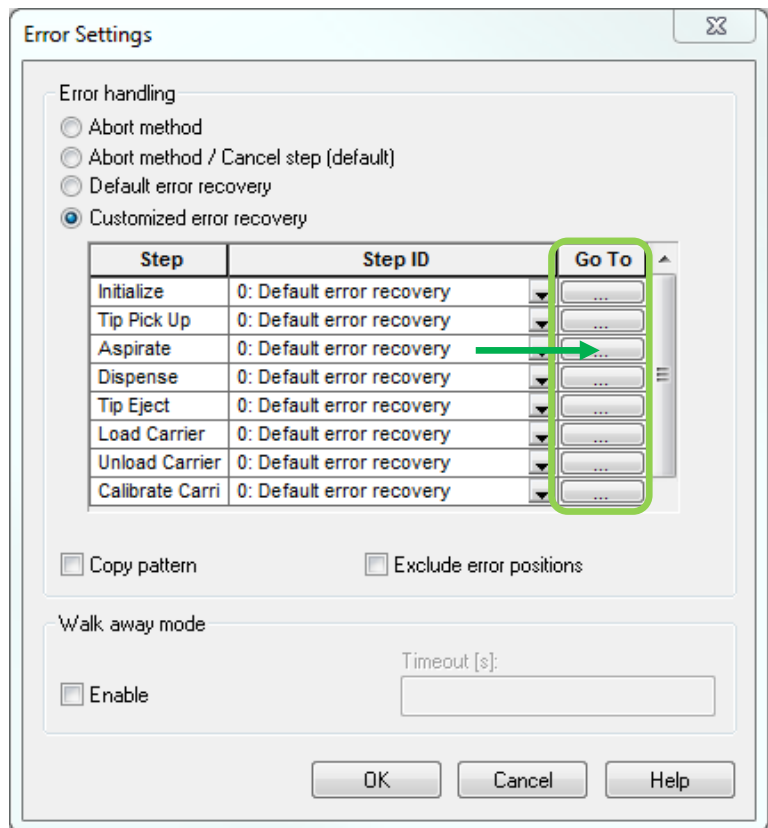 Error Settings
Error handling
Abort method
Abort method / Cancel step (default)
Default error recovery
Customized error recovery
Step Step ID Go To
Initialize 0: Default error recovery ...
Tip Pick Up 0: Default error recovery ...
Aspirate 0: Default error recovery ...
Dispense 0: Default error recovery ...
Tip Eject 0: Default error recovery ...
Load Carrier 0: Default error recovery ...
Unload Carrier 0: Default error recovery ...
Calibrate Carri 0: Default error recovery ...
Copy pattern Exclude error positions
Walk away mode
Timeout [s]:
Enable
OK Cancel Help